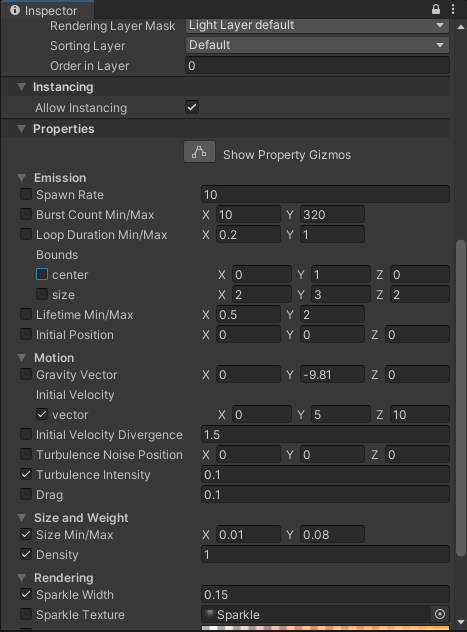 Inspector
Rendering Layer Mask Light Layer default
Sorting Layer Default
Order in Layer 0
Instancing
Allow Instancing
Properties
Show Property Gizmos
Emission
Spawn Rate 10
Burst Count Min/Max X 10 Y 320
Loop Duration Min/Max X 0.2 Y 1
Bounds
center X 0 Y 1 Z 0
size X 2 Y 3 Z 2
Lifetime Min/Max X 0.5 Y 2
Initial Position X 0 Y 0 Z 0
Motion
Gravity Vector X 0 Y -9.81 Z 0
Initial Velocity
vector X 0 Y 5 Z 10
Initial Velocity Divergence 1.5
Turbulence Noise Position X 0 Y 0 Z 0
Turbulence Intensity 0.1
Drag 0.1
Size and Weight
Size Min/Max X 0.01 Y 0.08
Density 1
Rendering
Sparkle Width 0.15
Sparkle Texture Sparkle